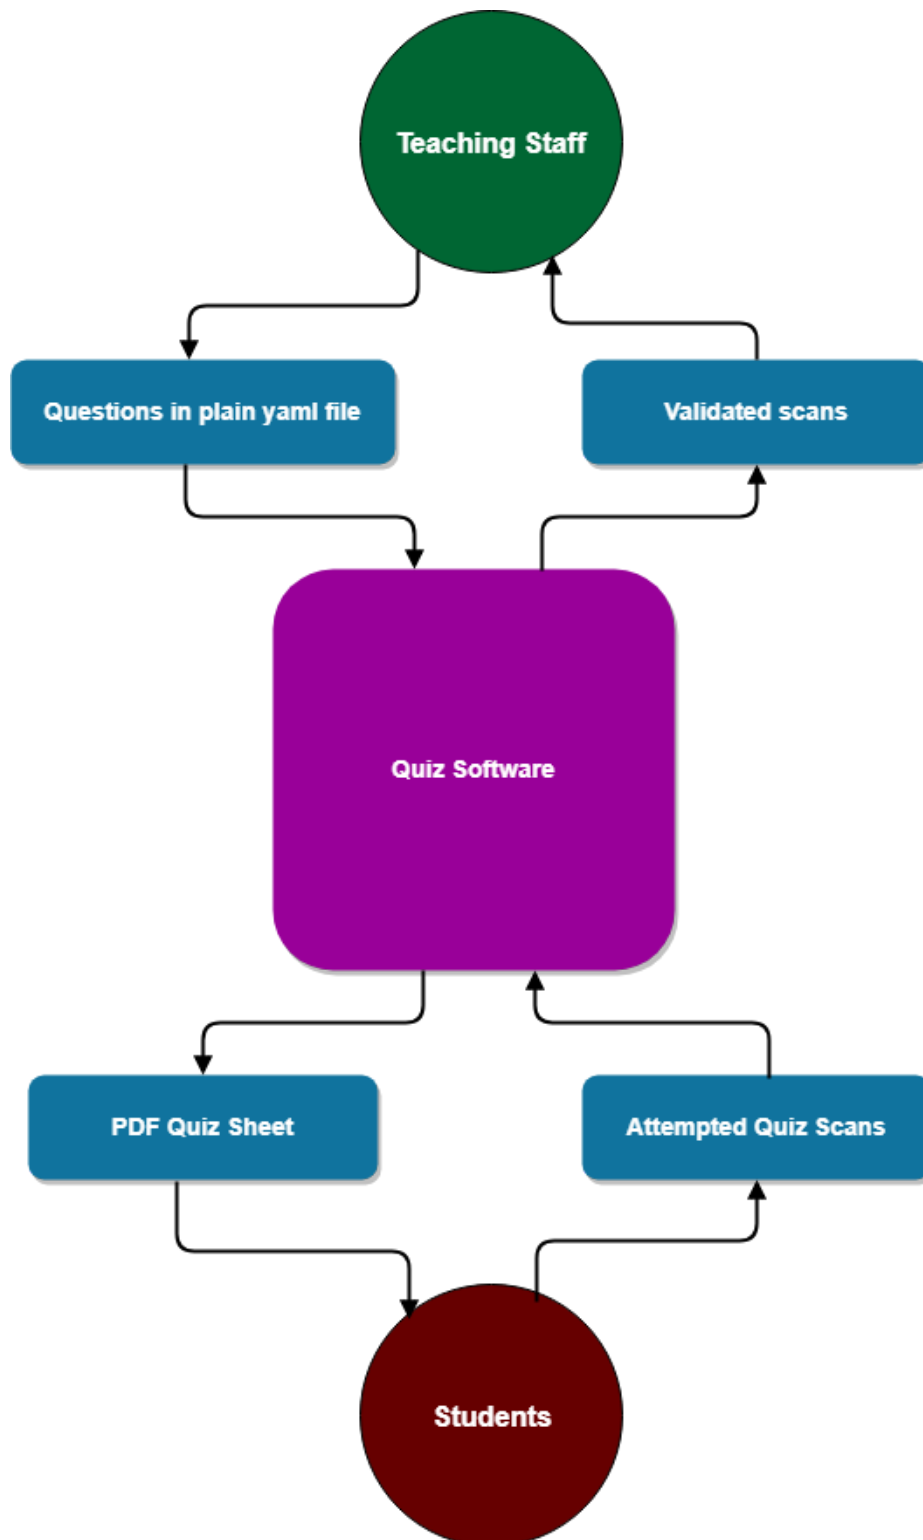 Teaching Staff
Questions in plain yaml file
Validated scans
Quiz Software
PDF Quiz Sheet
Attempted Quiz Scans
Students